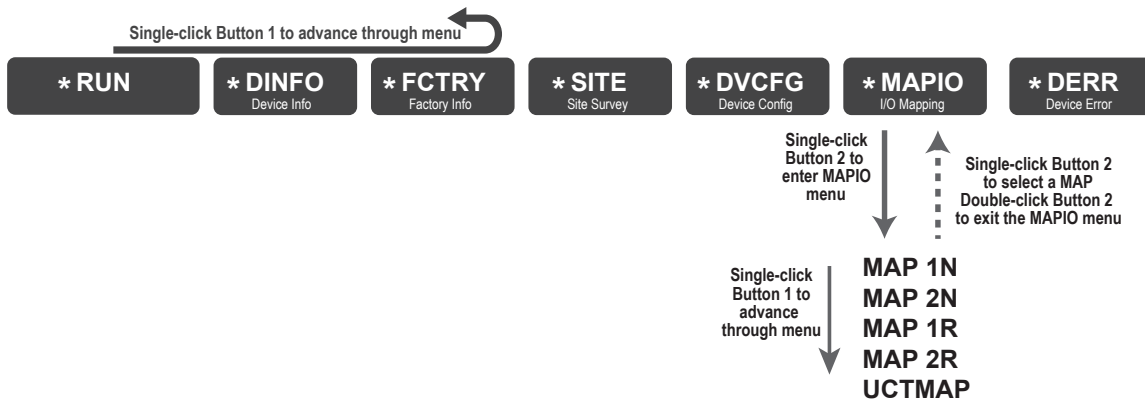 Single-click Button 1 to advance through menu
* RUN
* DINFO
Device Info
* FCTRY
Factory Info
* SITE
Site Survey
* DVCFG
Device Config
* MAPIO
I/O Mapping
* DERR
Device Error
Single-click
Button 2 to
enter MAPIO
menu
Single-click Button 2
to select a MAP
Double-click Button 2
to exit the MAPIO menu
Single-click
Button 1 to
advance
through menu
MAP 1N
MAP 2N
MAP 1R
MAP 2R
UCTMAP